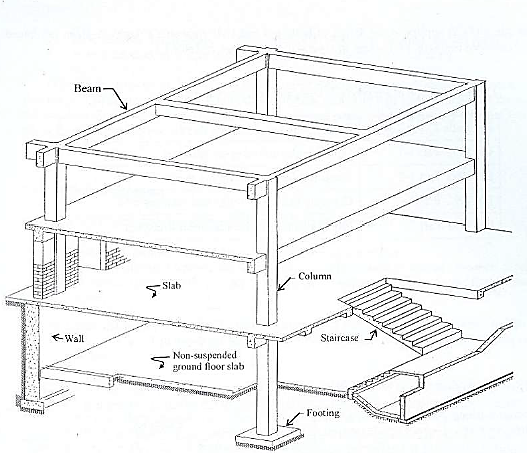 Beam
Column
Slab
Staircase
Wall
Non-suspended
ground floor slab
Footing